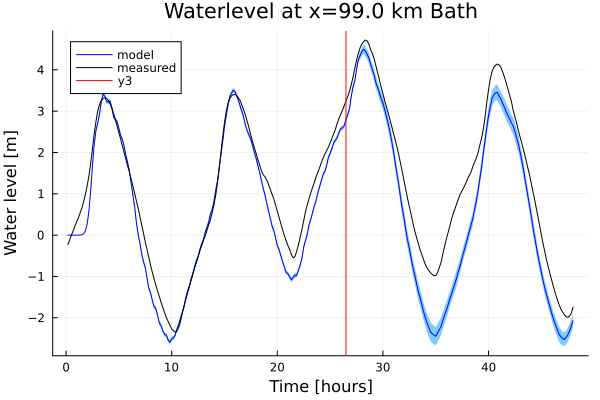 Waterlevel at x=99.0 km Bath
model
measured
y3
Water level [m]
4
3
2
1
0
−1
−2
0 10 20 30 40
Time [hours]